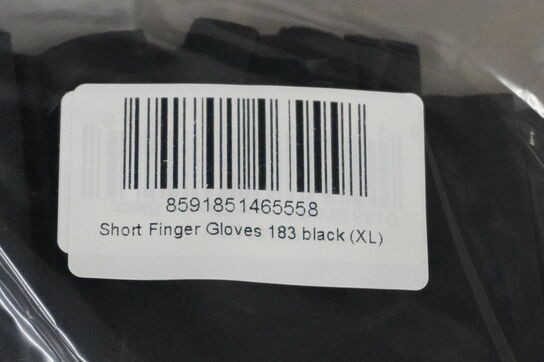 8591851465558
Short Finger Gloves 183 black (XL)